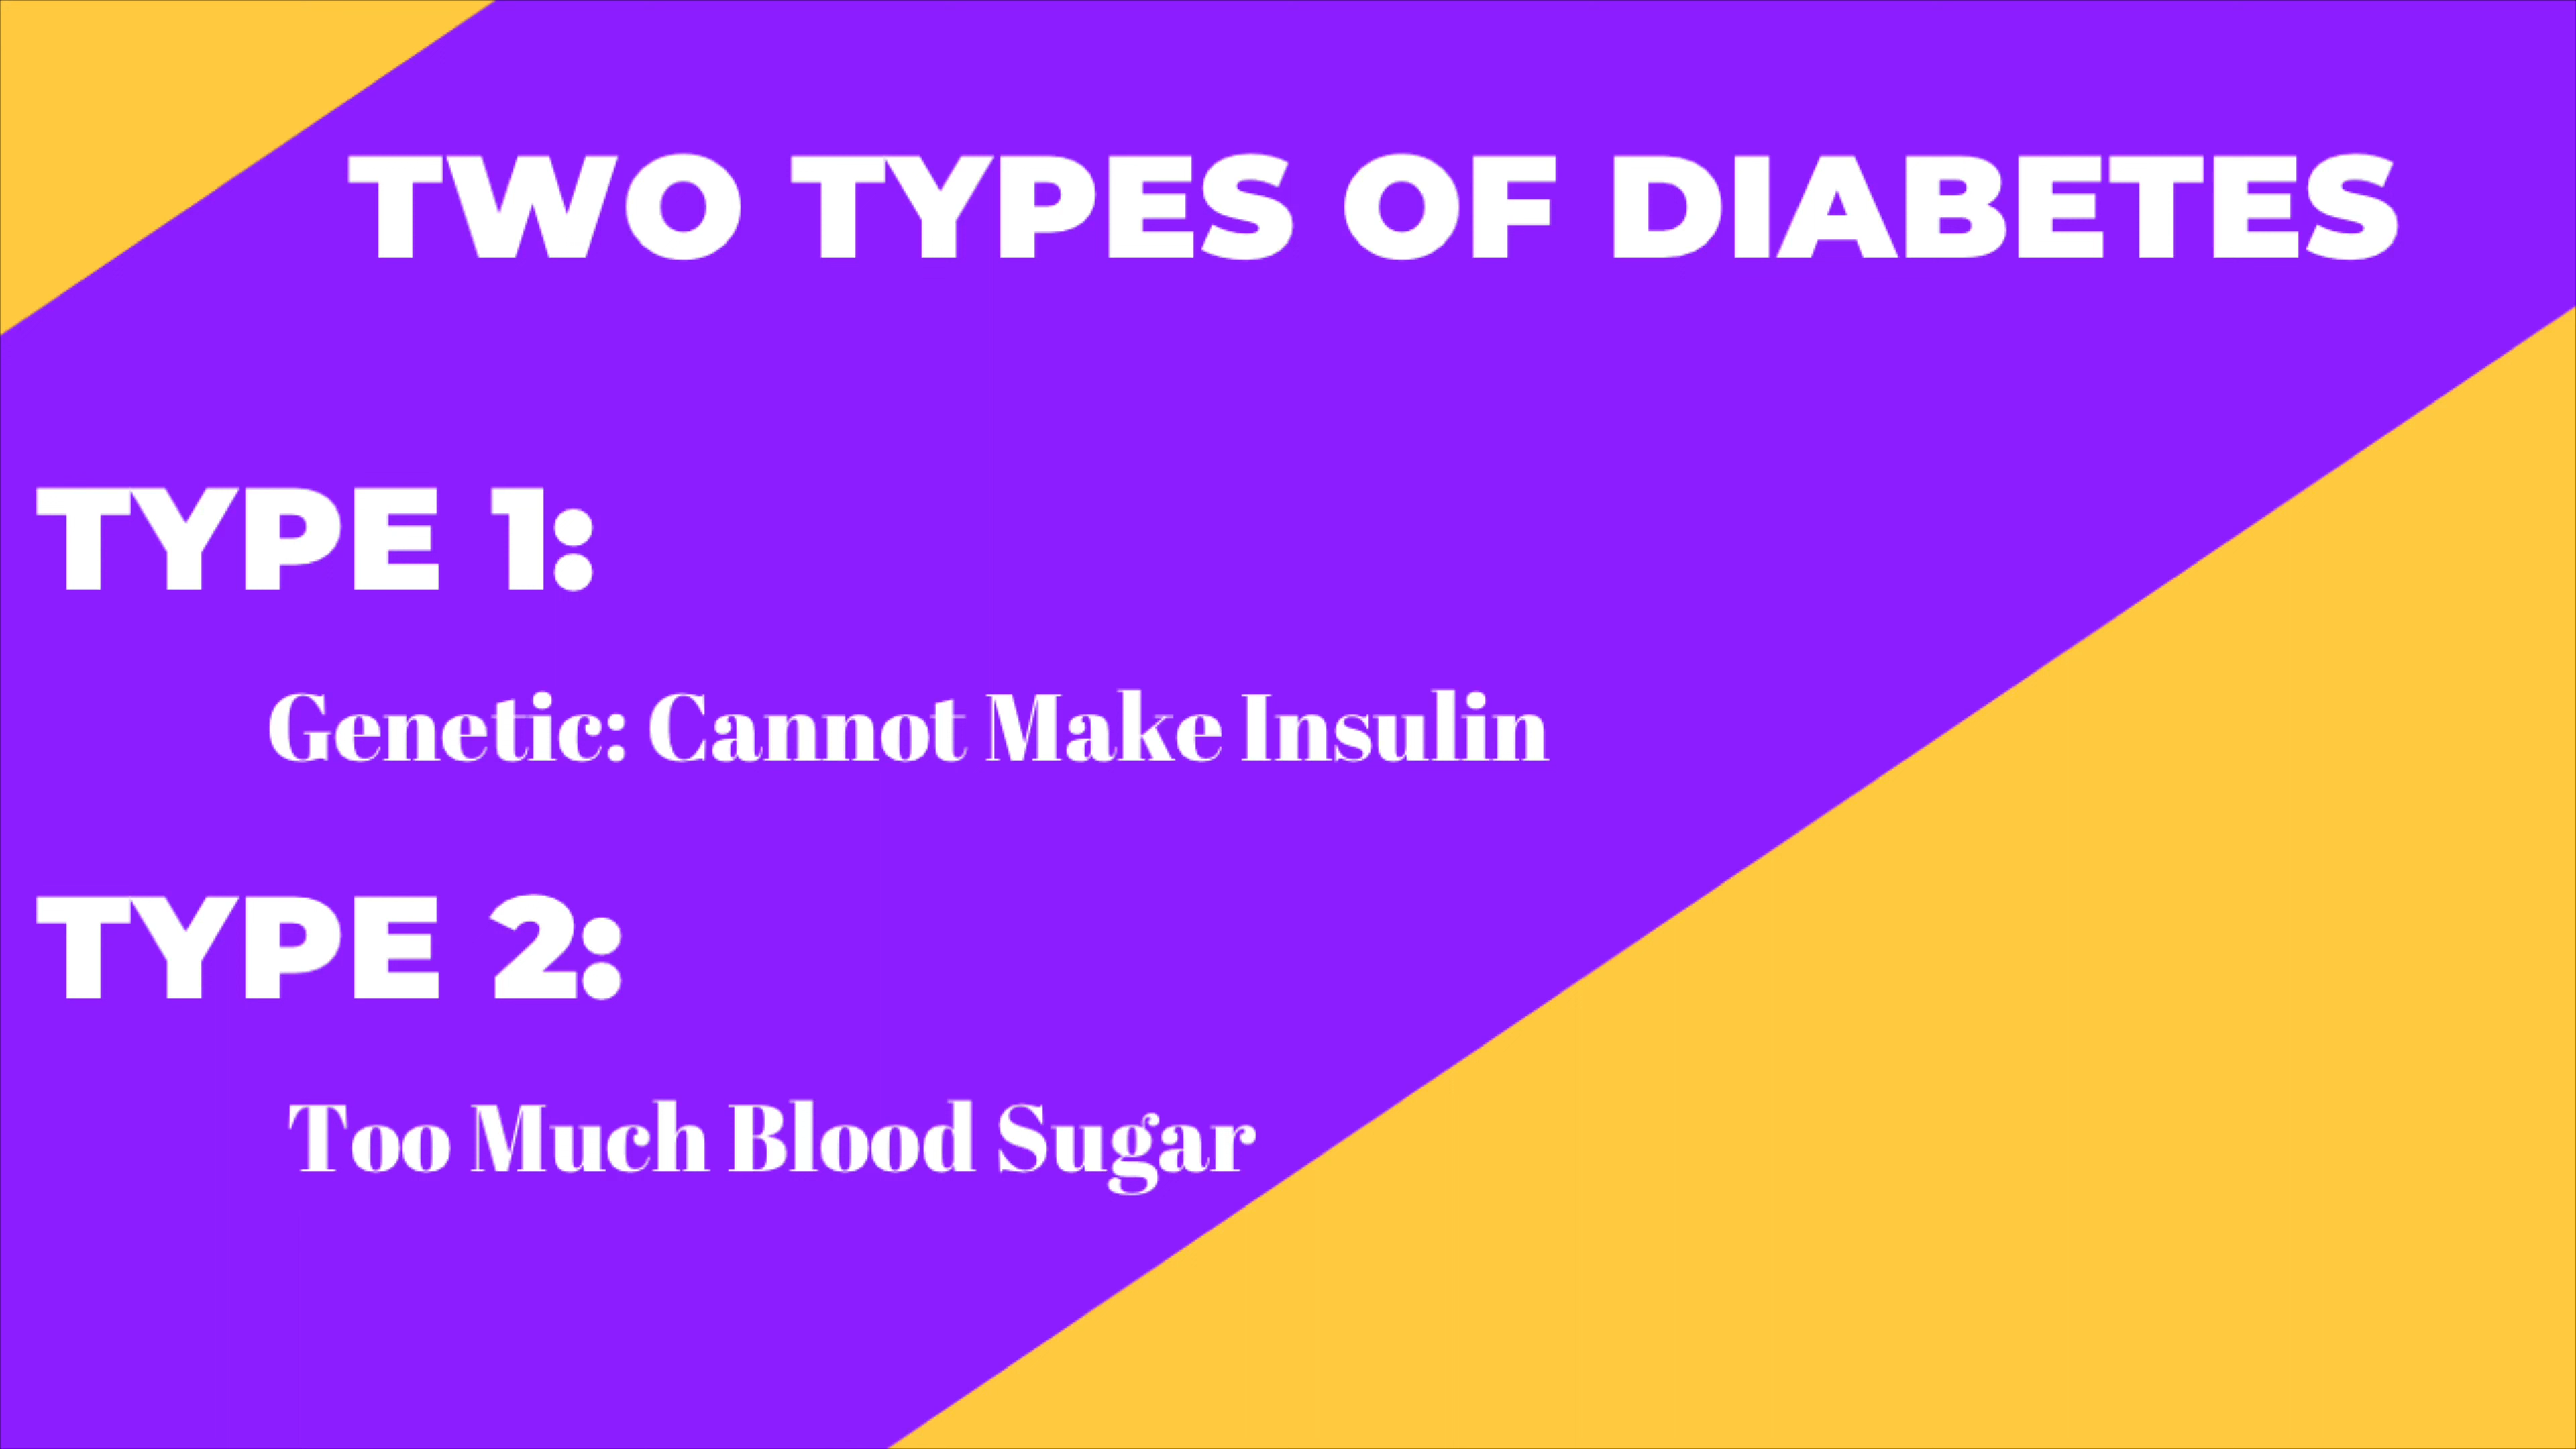 TWO TYPES OF DIABETES
TYPE 1:
Genetic: Cannot Make Insulin
TYPE 2:
Too Much Blood Sugar